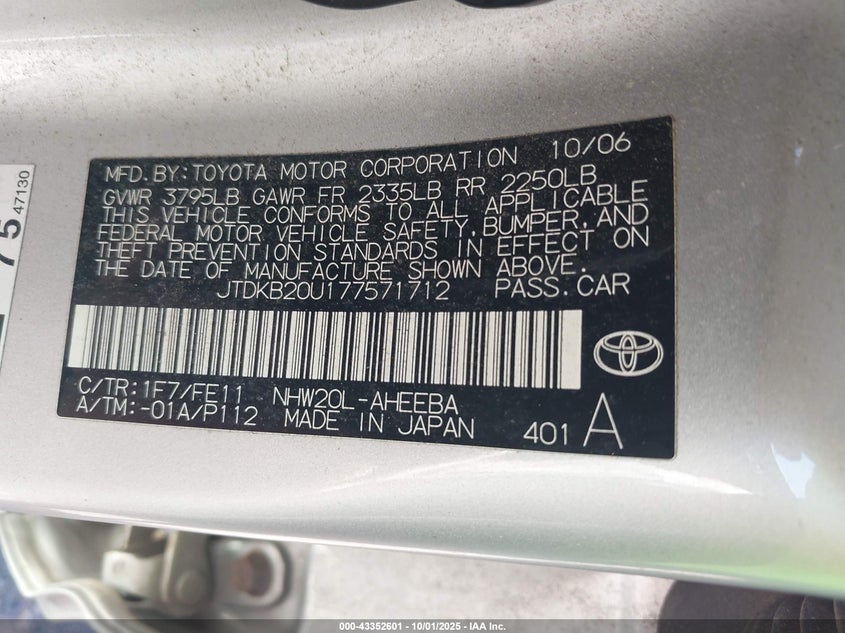 MFD.BY:TOYOTA MOTOR CORPORATION 10/06
GVWR 3795LB GAWR FR 2335LB RR 2250LB
THIS VEHICLE CONFORMS TO ALL APPLICABLE
FEDERAL MOTOR VEHICLE SAFETY,BUMPER,AND
THEFT PREVENTION STANDARDS IN EFFECT ON
THE DATE OF MANUFACTURE SHOWN ABOVE.
JTDKB20U177571712 PASS.CAR
C/TR:1F7/FE11 NHW20L-AHEEBA
A/TM:-01A/P112 MADE IN JAPAN 401 A
75
47130
000-43352601 - 10/01/2025 - IAA Inc.